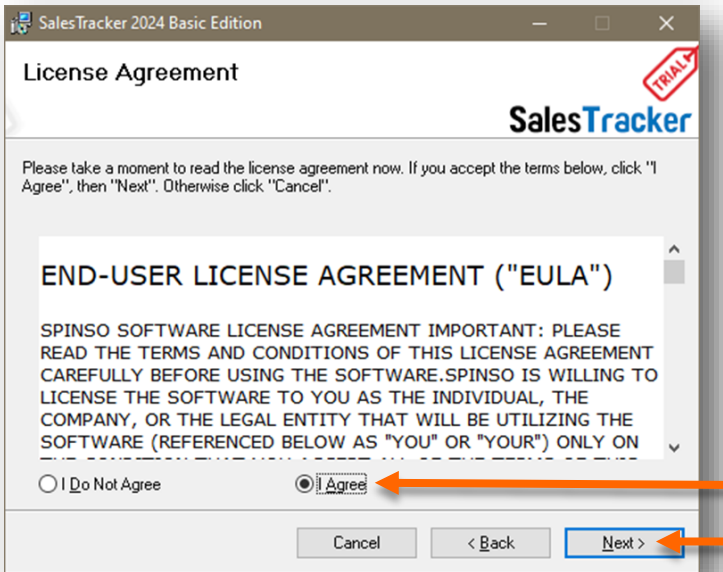 SalesTracker 2024 Basic Edition
License Agreement
TRIAL
SalesTracker
Please take a moment to read the license agreement now. If you accept the terms below, click "I
Agree", then "Next". Otherwise click "Cancel".
END-USER LICENSE AGREEMENT ("EULA")
SPINSO SOFTWARE LICENSE AGREEMENT IMPORTANT: PLEASE
READ THE TERMS AND CONDITIONS OF THIS LICENSE AGREEMENT
CAREFULLY BEFORE USING THE SOFTWARE.SPINSO IS WILLING TO
LICENSE THE SOFTWARE TO YOU AS THE INDIVIDUAL, THE
COMPANY, OR THE LEGAL ENTITY THAT WILL BE UTILIZING THE
SOFTWARE (REFERENCED BELOW AS "YOU" OR "YOUR") ONLY ON
I Do Not Agree
I Agree
Cancel
< Back
Next >